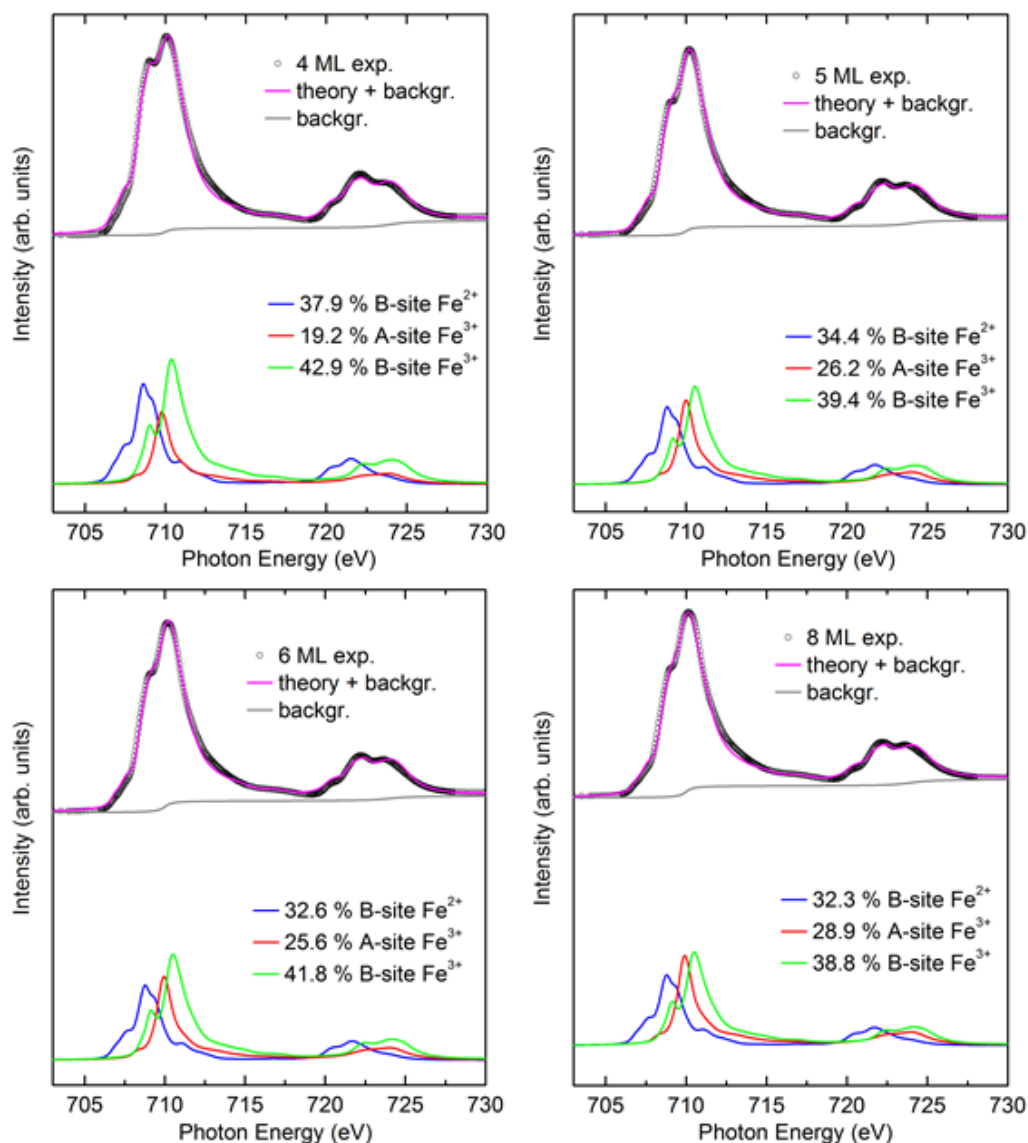 4 ML exp.
theory + backgr.
backgr.
Intensity (arb. units)
37.9 % B-site Fe²⁺
19.2 % A-site Fe³⁺
42.9 % B-site Fe³⁺
705 710 715 720 725 730
Photon Energy (eV)
5 ML exp.
theory + backgr.
backgr.
Intensity (arb. units)
34.4 % B-site Fe²⁺
26.2 % A-site Fe³⁺
39.4 % B-site Fe³⁺
705 710 715 720 725 730
Photon Energy (eV)
6 ML exp.
theory + backgr.
backgr.
Intensity (arb. units)
32.6 % B-site Fe²⁺
25.6 % A-site Fe³⁺
41.8 % B-site Fe³⁺
705 710 715 720 725 730
Photon Energy (eV)
8 ML exp.
theory + backgr.
backgr.
Intensity (arb. units)
32.3 % B-site Fe²⁺
28.9 % A-site Fe³⁺
38.8 % B-site Fe³⁺
705 710 715 720 725 730
Photon Energy (eV)